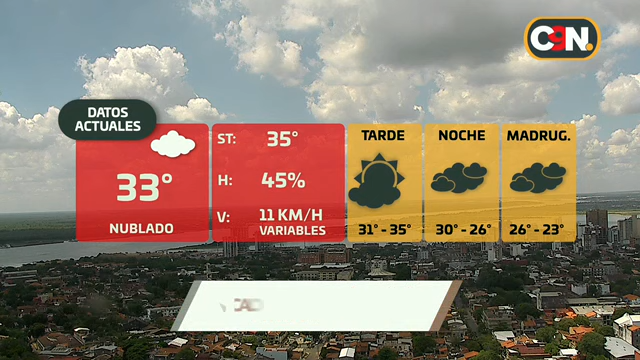 C9N.
DATOS
ACTUALES
33°
NUBLADO
ST: 35°
H: 45%
V: 11 KM/H
VARIABLES
TARDE
31° - 35°
NOCHE
30° - 26°
MADRUG.
26° - 23°